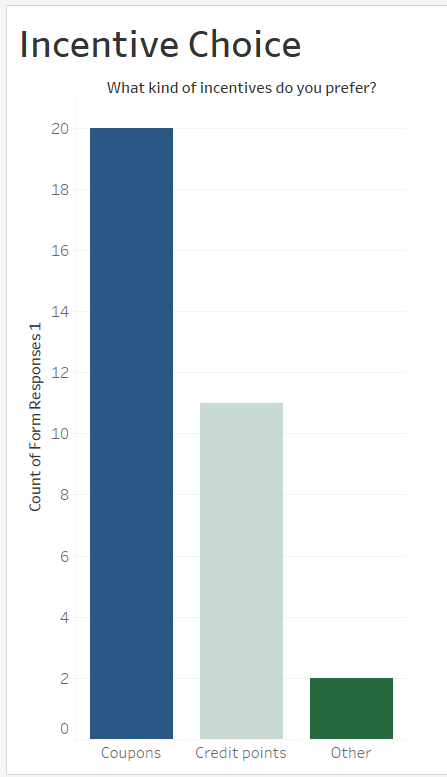 Incentive Choice
What kind of incentives do you prefer?
20
18
16
14
12
10
8
6
4
2
0
Count of Form Responses 1
Coupons Credit points Other